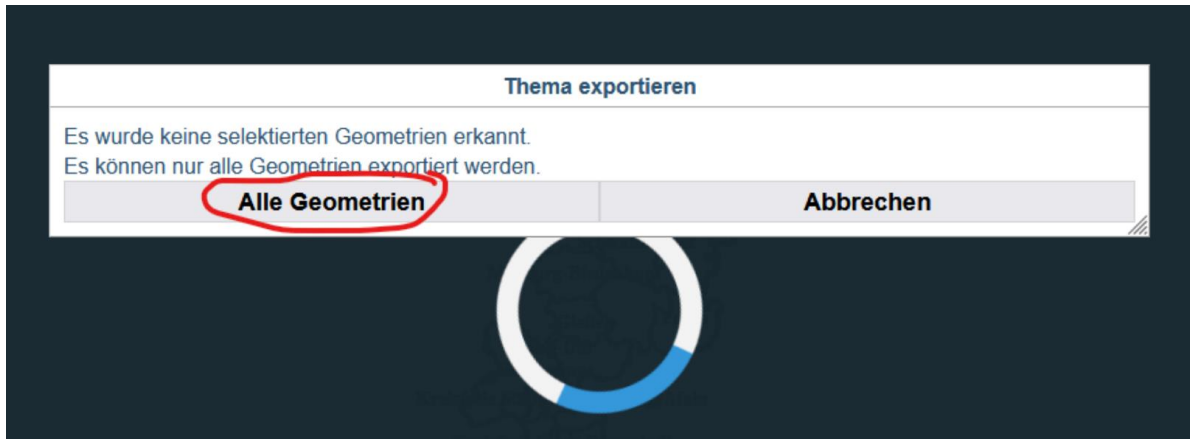 Thema exportieren
Es wurde keine selektierten Geometrien erkannt.
Es können nur alle Geometrien exportiert werden.
Alle Geometrien
Abbrechen